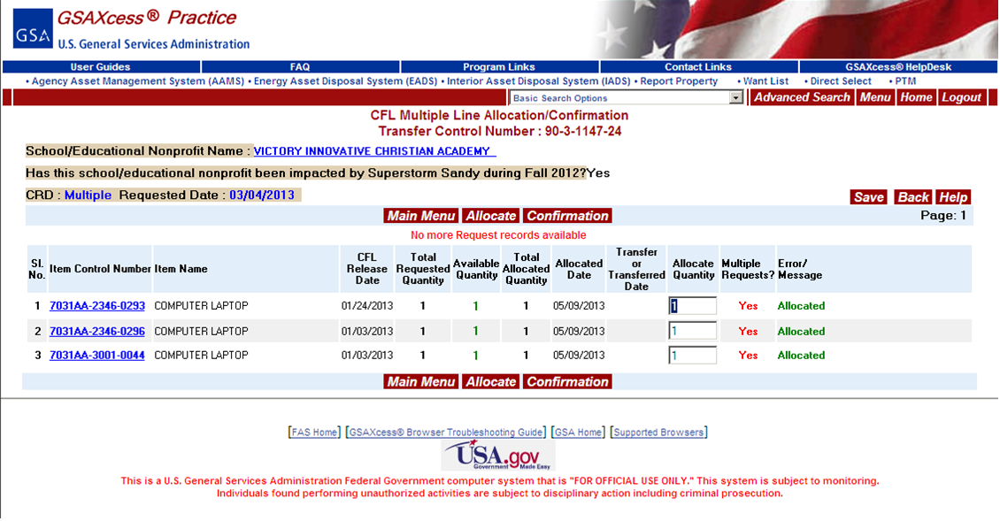 GSAXcess® Practice
GSA
U.S. General Services Administration
User Guides FAQ Program Links Contact Links GSAXcess® HelpDesk
• Agency Asset Management System (AAMS) • Energy Asset Disposal System (EADS) • Interior Asset Disposal System (IADS) • Report Property • Want List • Direct Select • PTM
Basic Search Options Advanced Search Menu Home Logout
CFL Multiple Line Allocation/Confirmation
Transfer Control Number : 90-3-1147-24
School/Educational Nonprofit Name : VICTORY INNOVATIVE CHRISTIAN ACADEMY
Has this school/educational nonprofit been impacted by Superstorm Sandy during Fall 2012?Yes
CRD : Multiple Requested Date : 03/04/2013
Save Back Help
Main Menu Allocate Confirmation
Page: 1
No more Request records available
Sl. No. Item Control Number Item Name CFL Release Date Total Requested Quantity Available Quantity Total Allocated Quantity Allocated Date Transfer or Transferred Date Allocate Quantity Multiple Requests? Error/ Message
1 7031AA-2346-0293 COMPUTER LAPTOP 01/24/2013 1 1 1 05/09/2013 1 Yes Allocated
2 7031AA-2346-0296 COMPUTER LAPTOP 01/03/2013 1 1 1 05/09/2013 1 Yes Allocated
3 7031AA-3001-0044 COMPUTER LAPTOP 01/03/2013 1 1 1 05/09/2013 1 Yes Allocated
Main Menu Allocate Confirmation
[FAS Home] [GSAXcess® Browser Troubleshooting Guide] [GSA Home] [Supported Browsers]
USA.gov
Government Made Easy
This is a U.S. General Services Administration Federal Government computer system that is "FOR OFFICIAL USE ONLY." This system is subject to monitoring.
Individuals found performing unauthorized activities are subject to disciplinary action including criminal prosecution.